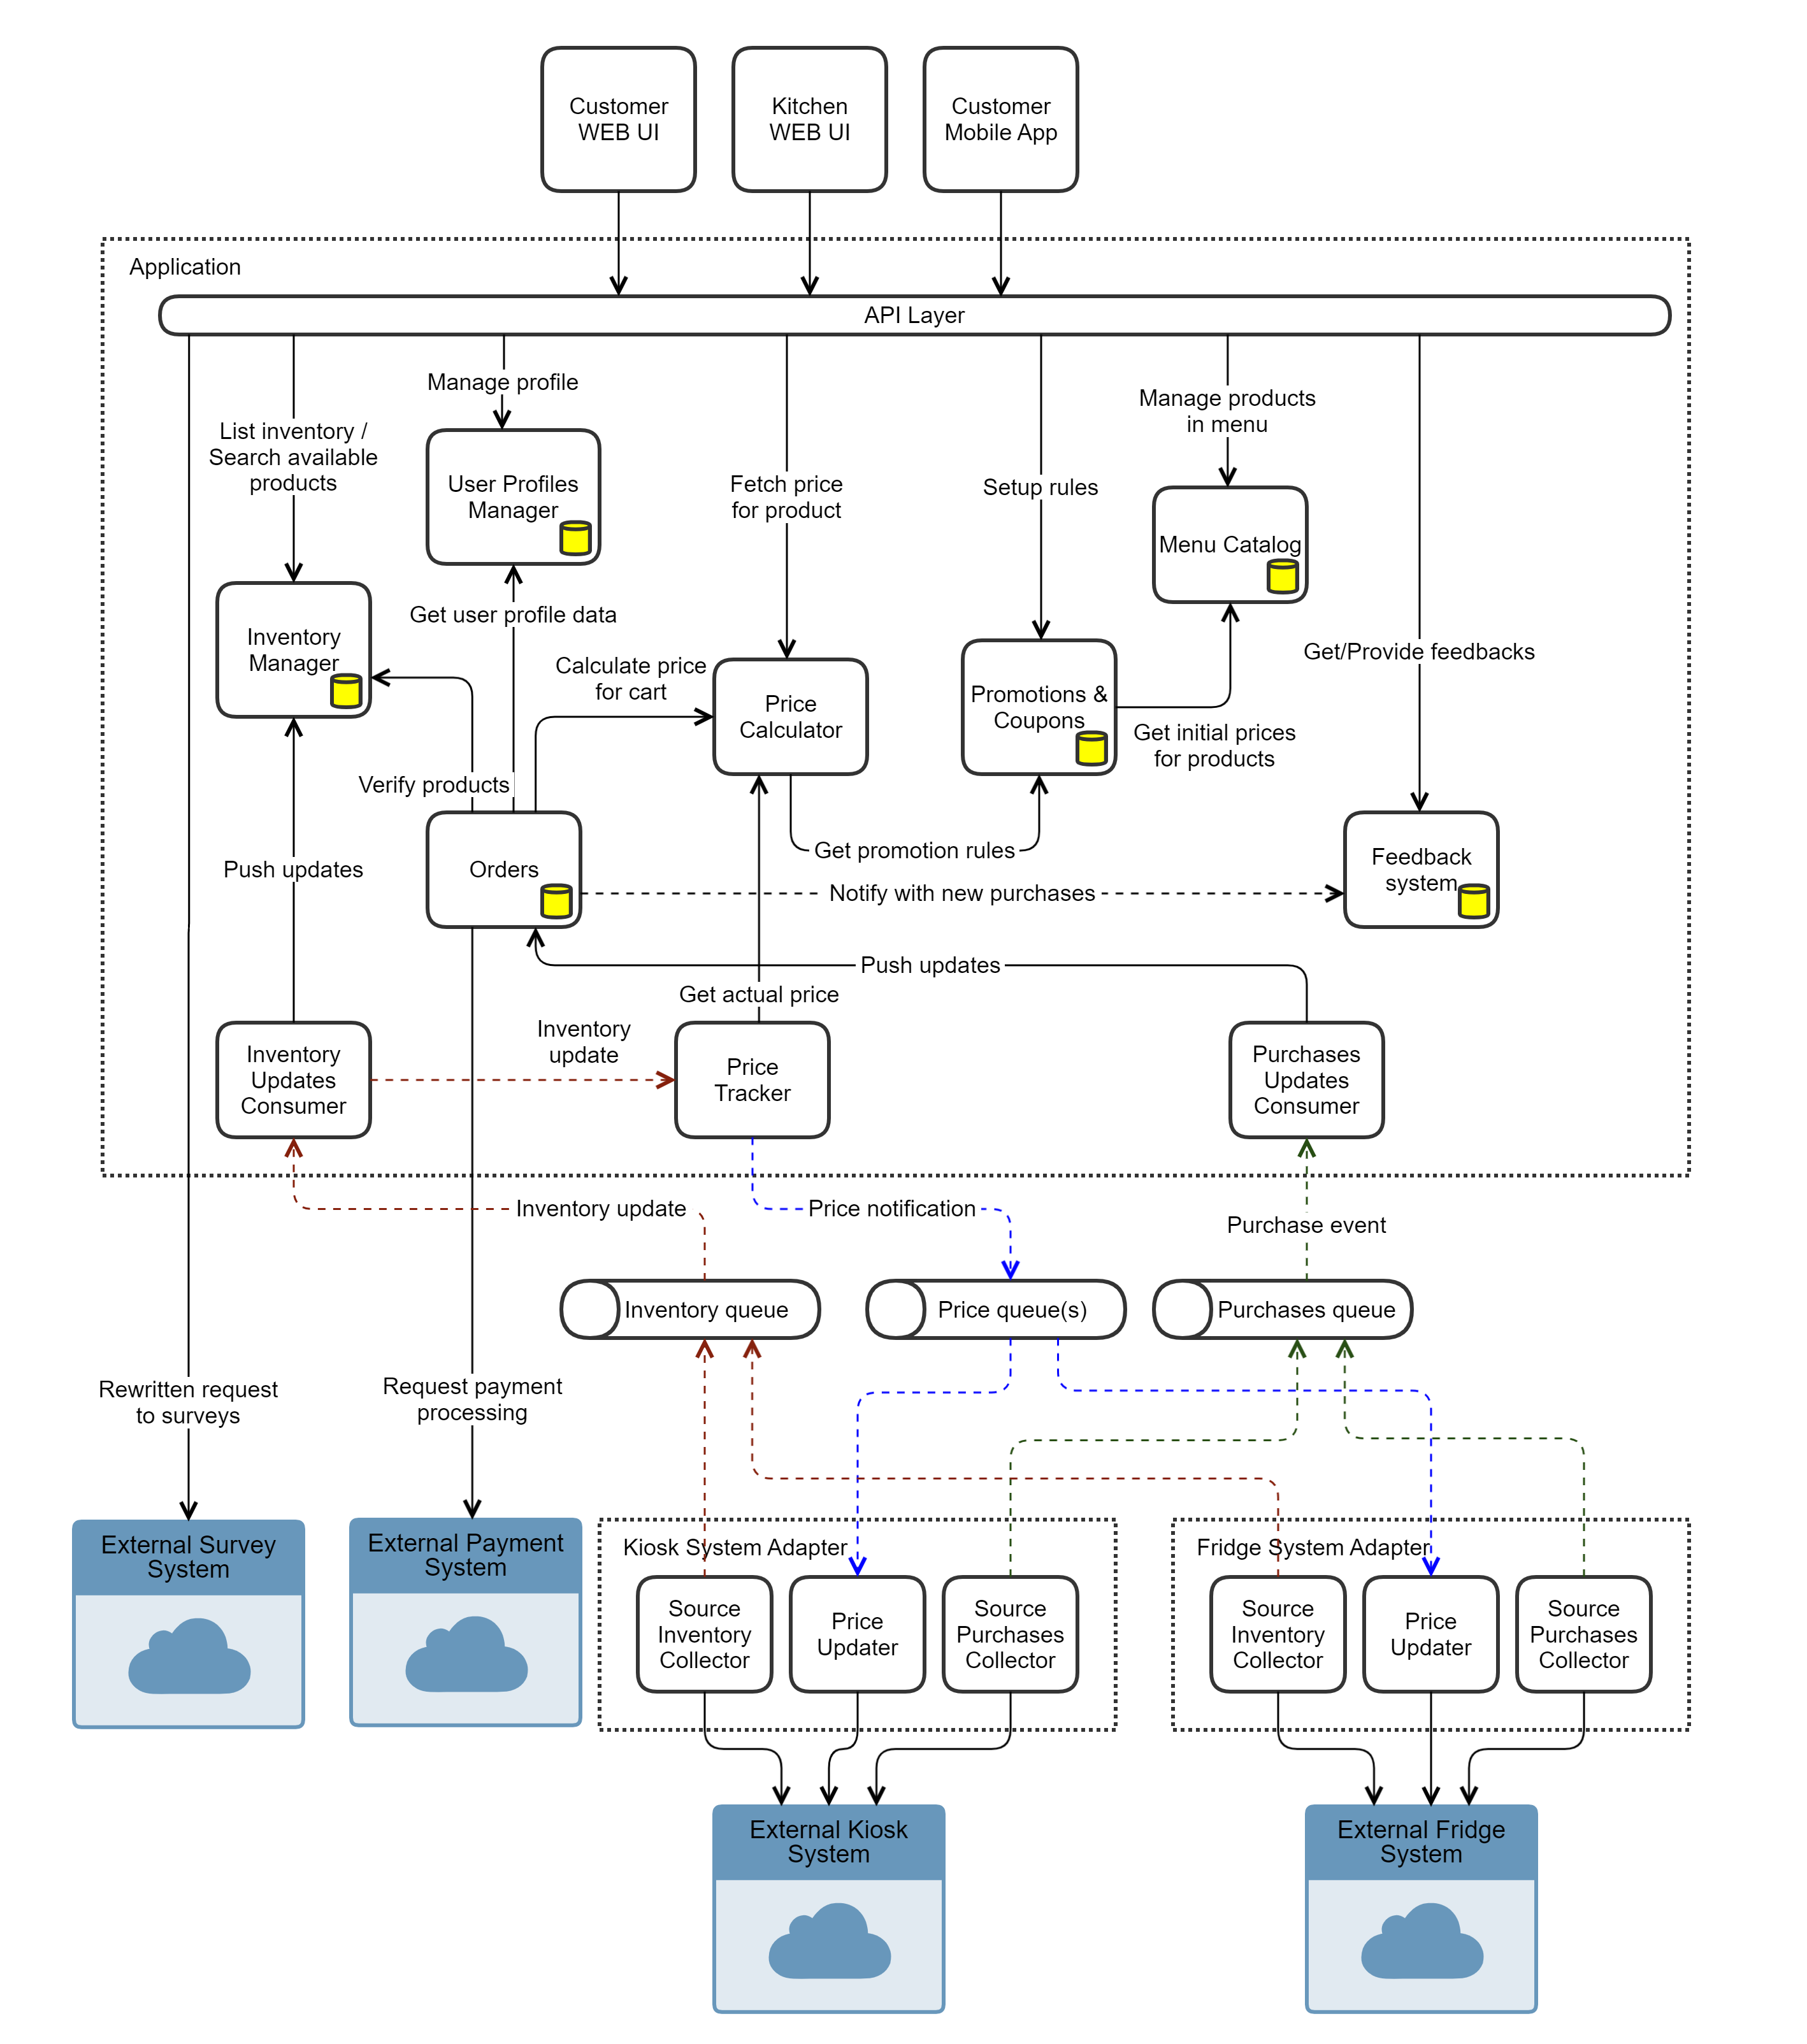 Customer
WEB UI
Kitchen
WEB UI
Customer
Mobile App
Application
API Layer
Manage profile
Manage products
in menu
List inventory /
Search available
products
User Profiles
Manager
Fetch price
for product
Setup rules
Menu Catalog
Get user profile data
Inventory
Manager
Calculate price
for cart
Price
Calculator
Promotions &
Coupons
Get/Provide feedbacks
Get initial prices
for products
Verify products
Push updates
Orders
Get promotion rules
Notify with new purchases
Feedback
system
Push updates
Get actual price
Inventory
Updates
Consumer
Inventory
update
Price
Tracker
Purchases
Updates
Consumer
Inventory update
Price notification
Purchase event
Inventory queue
Price queue(s)
Purchases queue
Rewritten request
to surveys
Request payment
processing
External Survey
System
External Payment
System
Kiosk System Adapter
Source
Inventory
Collector
Price
Updater
Source
Purchases
Collector
Fridge System Adapter
Source
Inventory
Collector
Price
Updater
Source
Purchases
Collector
External Kiosk
System
External Fridge
System